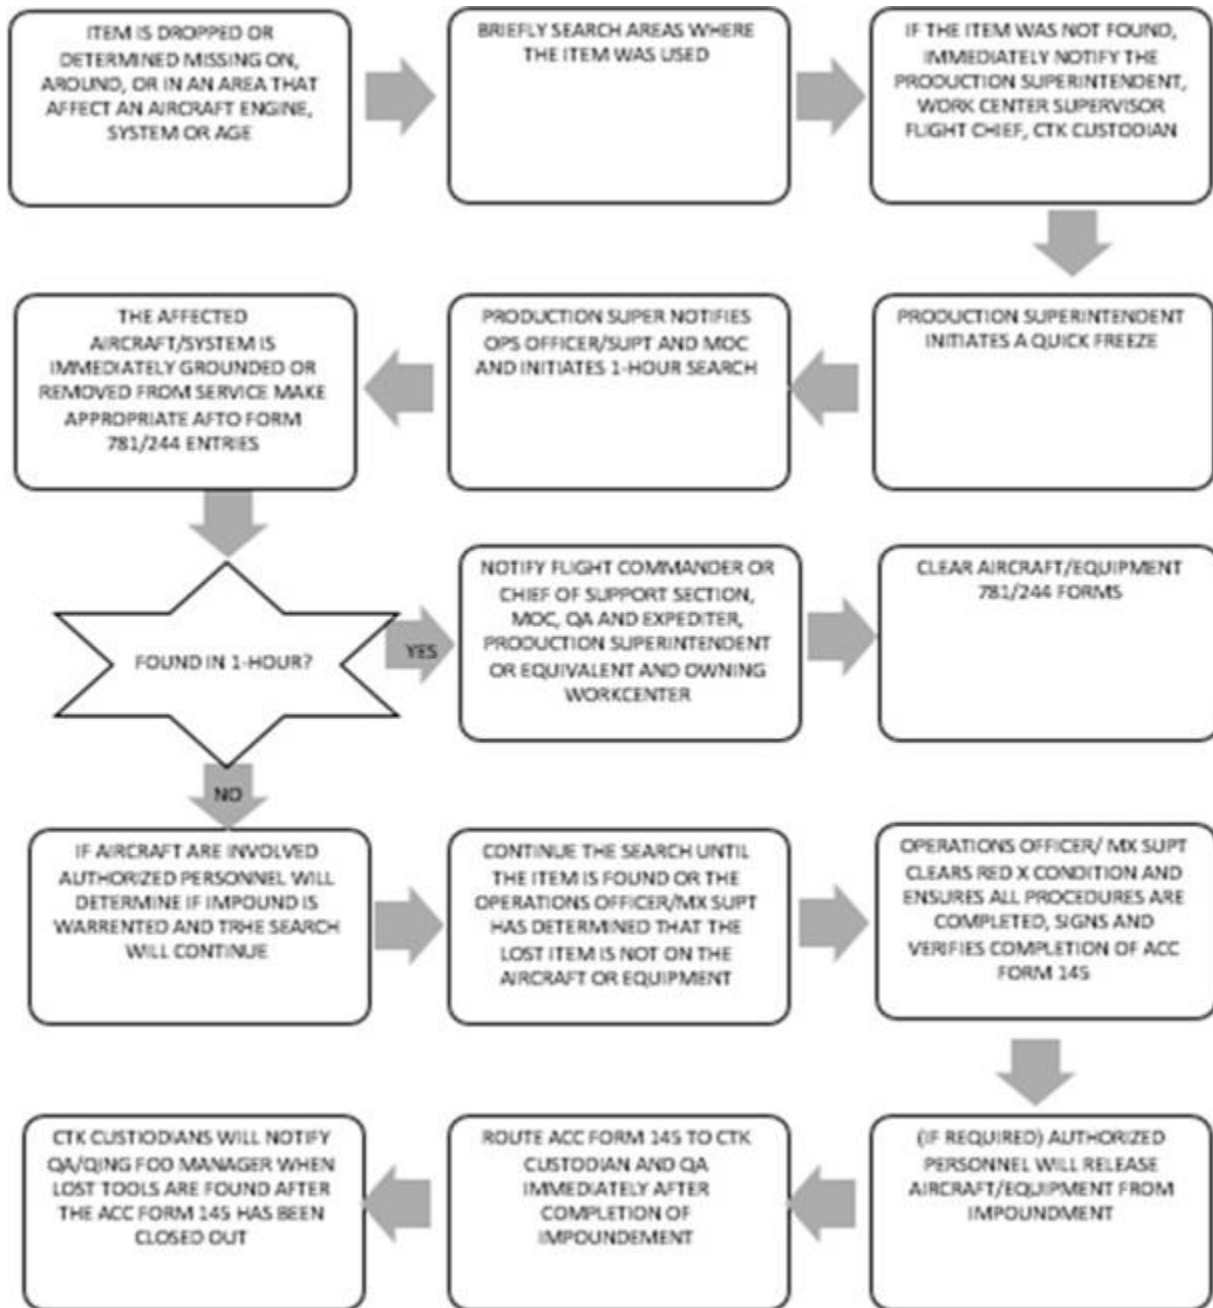 ITEM IS DROPPED OR
DETERMINED MISSING ON,
AROUND, OR IN AN AREA THAT
AFFECT AN AIRCRAFT ENGINE,
SYSTEM OR AGE
BRIEFLY SEARCH AREAS WHERE
THE ITEM WAS USED
IF THE ITEM WAS NOT FOUND,
IMMEDIATELY NOTIFY THE
PRODUCTION SUPERINTENDENT,
WORK CENTER SUPERVISOR
FLIGHT CHIEF, CTK CUSTODIAN
PRODUCTION SUPERINTENDENT
INITIATES A QUICK FREEZE
PRODUCTION SUPER NOTIFIES
OPS OFFICER/SUPT AND MOC
AND INITIATES 1-HOUR SEARCH
THE AFFECTED
AIRCRAFT/SYSTEM IS
IMMEDIATELY GROUNDED OR
REMOVED FROM SERVICE MAKE
APPROPRIATE AFTO FORM
781/244 ENTRIES
FOUND IN 1-HOUR?
YES
NOTIFY FLIGHT COMMANDER OR
CHIEF OF SUPPORT SECTION,
MOC, QA AND EXPEDITER,
PRODUCTION SUPERINTENDENT
OR EQUIVALENT AND OWNING
WORKCENTER
CLEAR AIRCRAFT/EQUIPMENT
781/244 FORMS
NO
IF AIRCRAFT ARE INVOLVED
AUTHORIZED PERSONNEL WILL
DETERMINE IF IMPOUND IS
WARRENTED AND TRHE SEARCH
WILL CONTINUE
CONTINUE THE SEARCH UNTIL
THE ITEM IS FOUND OR THE
OPERATIONS OFFICER/MX SUPT
HAS DETERMINED THAT THE
LOST ITEM IS NOT ON THE
AIRCRAFT OR EQUIPMENT
OPERATIONS OFFICER/ MX SUPT
CLEARS RED X CONDITION AND
ENSURES ALL PROCEDURES ARE
COMPLETED, SIGNS AND
VERIFIES COMPLETION OF ACC
FORM 145
(IF REQUIRED) AUTHORIZED
PERSONNEL WILL RELEASE
AIRCRAFT/EQUIPMENT FROM
IMPOUNDMENT
ROUTE ACC FORM 145 TO CTK
CUSTODIAN AND QA
IMMEDIATELY AFTER
COMPLETION OF
IMPOUNDEMENT
CTK CUSTIODIANS WILL NOTIFY
QA/QING FOD MANAGER WHEN
LOST TOOLS ARE FOUND AFTER
THE ACC FORM 145 HAS BEEN
CLOSED OUT